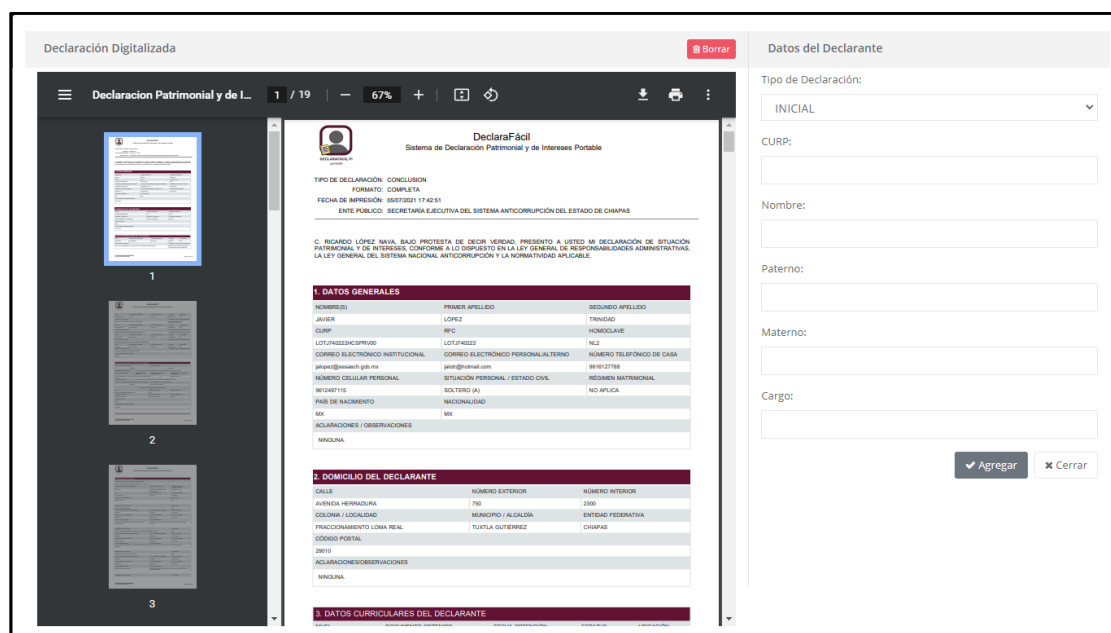 Declaración Digitalizada
Borrar
Declaracion Patrimonial y de I... 1 / 19 67%
1
2
3
DECLARAFÁCIL PI
portable
DeclaraFácil
Sistema de Declaración Patrimonial y de Intereses Portable
TIPO DE DECLARACIÓN: CONCLUSION
FORMATO: COMPLETA
FECHA DE IMPRESIÓN: 05/07/2021 17:42:51
ENTE PÚBLICO: SECRETARÍA EJECUTIVA DEL SISTEMA ANTICORRUPCIÓN DEL ESTADO DE CHIAPAS
C. RICARDO LÓPEZ NAVA, BAJO PROTESTA DE DECIR VERDAD, PRESENTO A USTED MI DECLARACIÓN DE SITUACIÓN
PATRIMONIAL Y DE INTERESES, CONFORME A LO DISPUESTO EN LA LEY GENERAL DE RESPONSABILIDADES ADMINISTRATIVAS,
LA LEY GENERAL DEL SISTEMA NACIONAL ANTICORRUPCIÓN Y LA NORMATIVIDAD APLICABLE.
1. DATOS GENERALES
NOMBRE(S) PRIMER APELLIDO SEGUNDO APELLIDO
JAVIER LÓPEZ TRINIDAD
CURP RFC HOMOCLAVE
LOTJ740222HCSPRV00 LOTJ740222 NL2
CORREO ELECTRÓNICO INSTITUCIONAL CORREO ELECTRÓNICO PERSONAL/ALTERNO NÚMERO TELEFÓNICO DE CASA
jalopez@sesaech.gob.mx jalotr@hotmail.com 9616127788
NÚMERO CELULAR PERSONAL SITUACIÓN PERSONAL / ESTADO CIVIL RÉGIMEN MATRIMONIAL
9612497115 SOLTERO (A) NO APLICA
PAÍS DE NACIMIENTO NACIONALIDAD
MX MX
ACLARACIONES / OBSERVACIONES
NINGUNA.
2. DOMICILIO DEL DECLARANTE
CALLE NÚMERO EXTERIOR NÚMERO INTERIOR
AVENIDA HERRADURA 750 2300
COLONIA / LOCALIDAD MUNICIPIO / ALCALDÍA ENTIDAD FEDERATIVA
FRACCIONAMIENTO LOMA REAL TUXTLA GUTIÉRREZ CHIAPAS
CÓDIGO POSTAL
29010
ACLARACIONES/OBSERVACIONES
NINGUNA.
3. DATOS CURRICULARES DEL DECLARANTE
Datos del Declarante
Tipo de Declaración:
INICIAL
CURP:
Nombre:
Paterno:
Materno:
Cargo:
Agregar
Cerrar